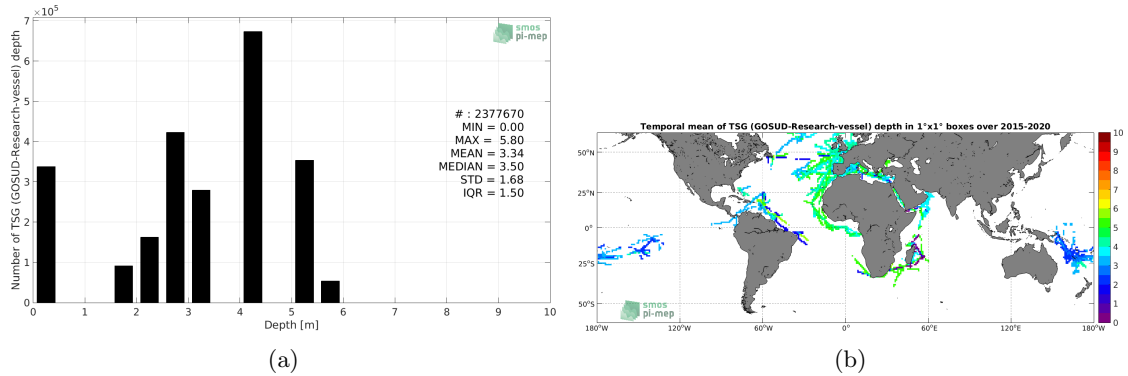 ×10^5
7
6
5
4
3
2
1
0
Number of TSG (GOSUD-Research-vessel) depth
smos
pi-mep
# : 2377670
MIN = 0.00
MAX = 5.80
MEAN = 3.34
MEDIAN = 3.50
STD = 1.68
IQR = 1.50
0 1 2 3 4 5 6 7 8 9 10
Depth [m]
(a)
Temporal mean of TSG (GOSUD-Research-vessel) depth in 1°x1° boxes over 2015-2020
50°N
25°N
0°
25°S
50°S
smos
pi-mep
180°W 120°W 60°W 0° 60°E 120°E 180°W
10
9
8
7
6
5
4
3
2
1
0
(b)